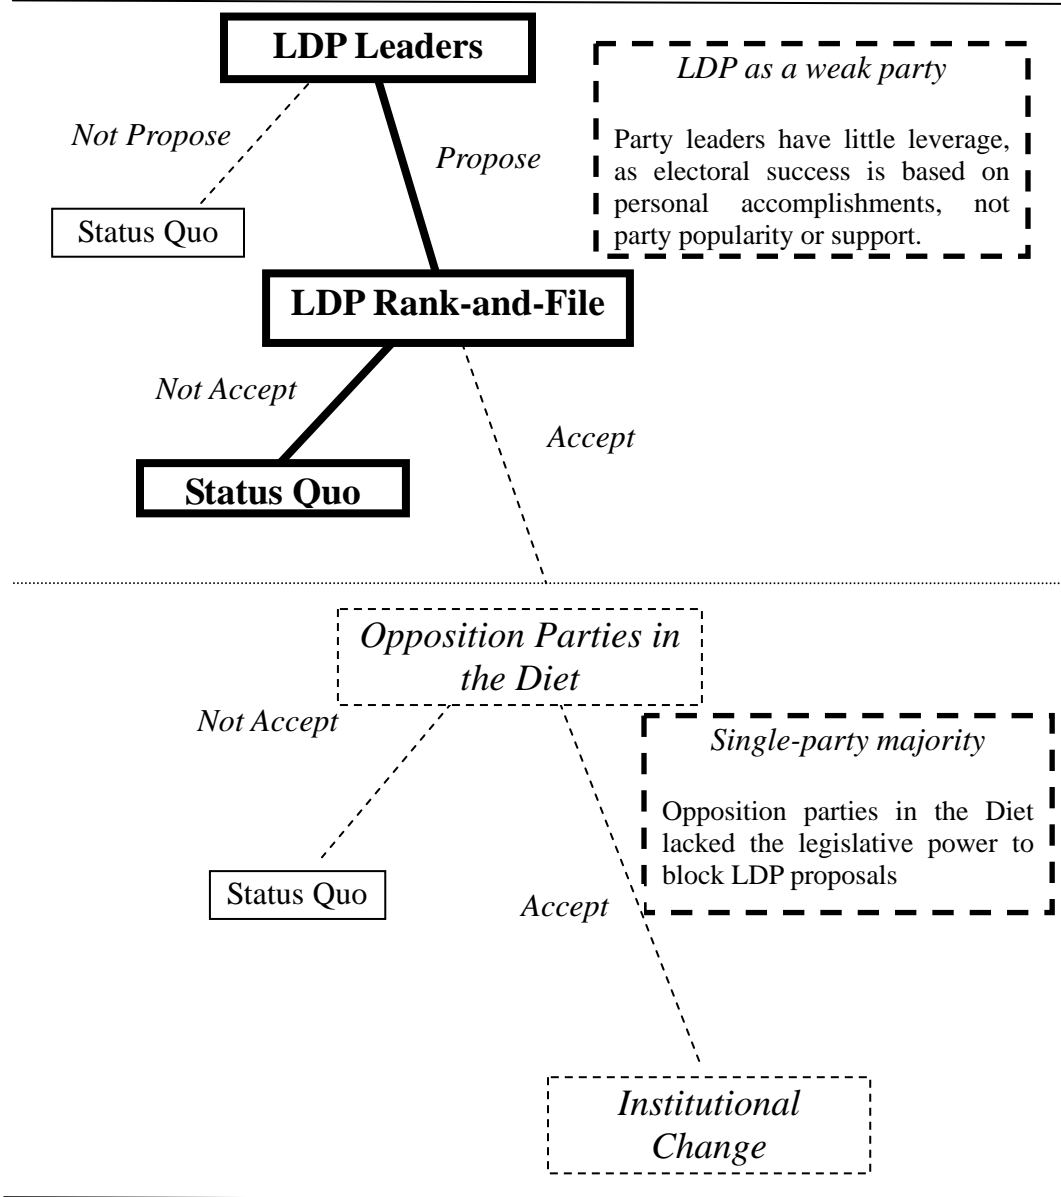 LDP Leaders
LDP as a weak party
Not Propose
Propose
Party leaders have little leverage,
as electoral success is based on
personal accomplishments, not
party popularity or support.
Status Quo
LDP Rank-and-File
Not Accept
Accept
Status Quo
Opposition Parties in
the Diet
Not Accept
Single-party majority
Opposition parties in the Diet
lacked the legislative power to
block LDP proposals
Status Quo
Accept
Institutional
Change